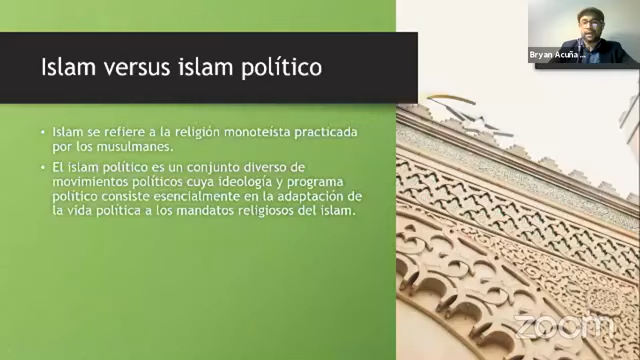 Islam versus islam político
• Islam se refiere a la religión monoteísta practicada
por los musulmanes.
• El islam político es un conjunto diverso de
movimientos políticos cuya ideología y programa
político consiste esencialmente en la adaptación de
la vida política a los mandatos religiosos del islam.
Bryan Acuña ...
zoom